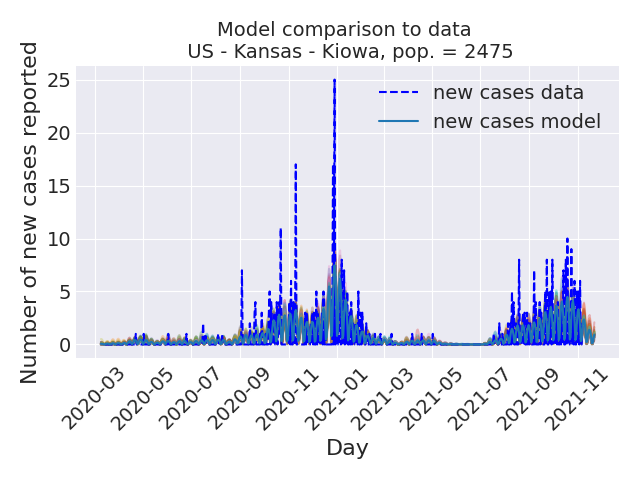 Model comparison to data
US - Kansas - Kiowa, pop. = 2475
Number of new cases reported
25
20
15
10
5
0
new cases data
new cases model
2020-03
2020-05
2020-07
2020-09
2020-11
2021-01
2021-03
2021-05
2021-07
2021-09
2021-11
Day